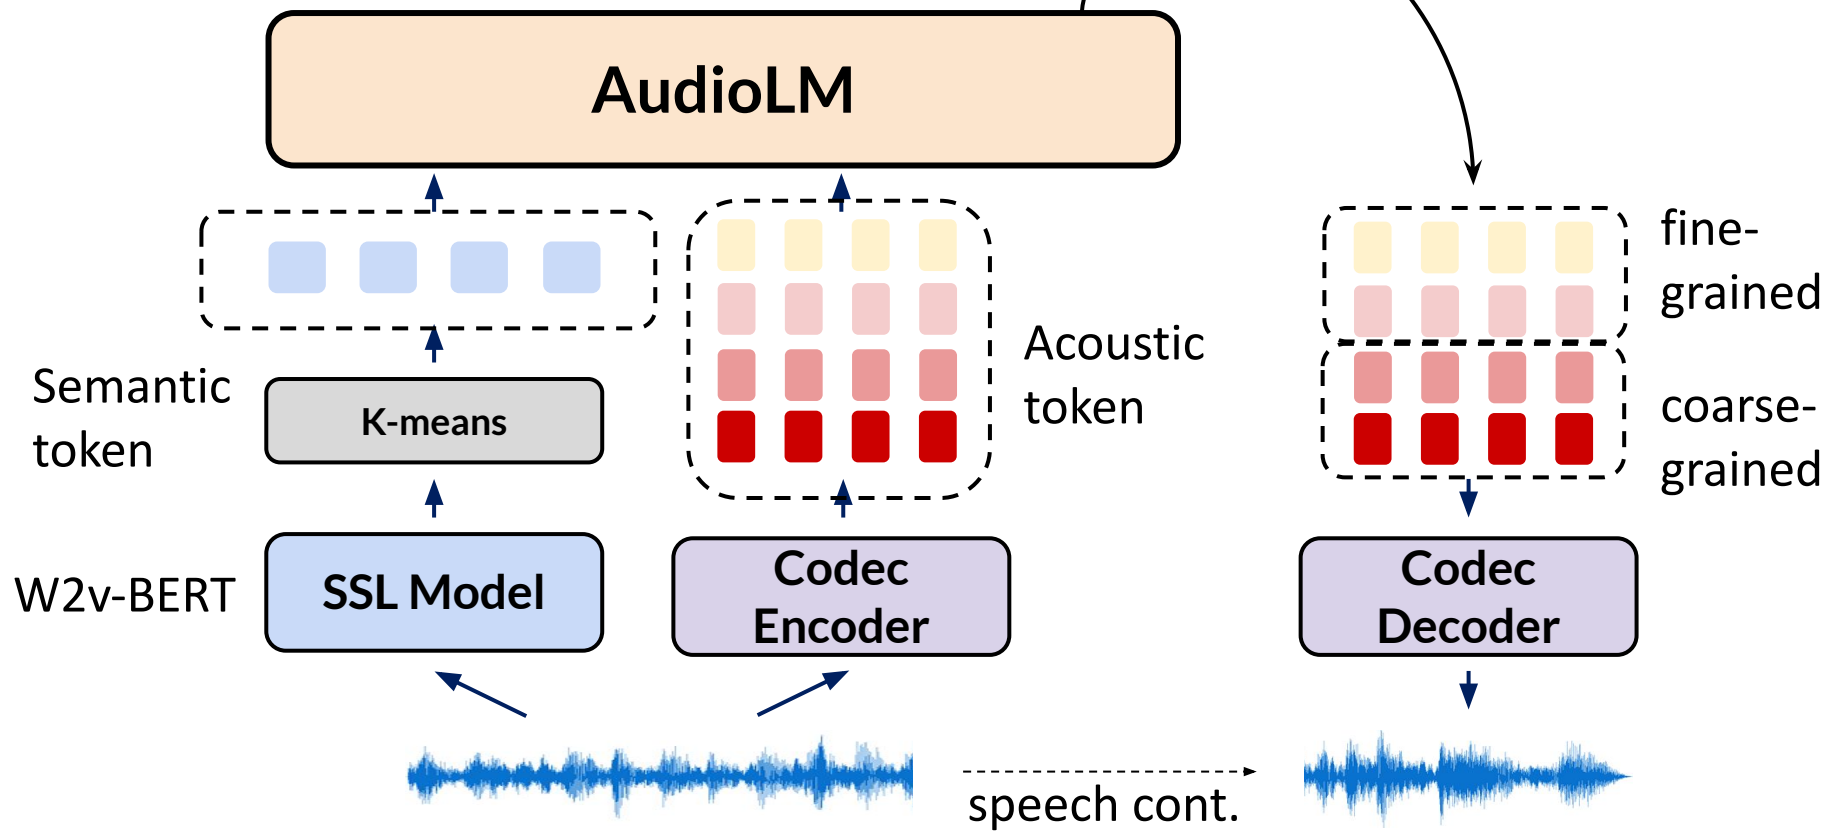 AudioLM
fine-
grained
Acoustic
token
Semantic
token
K-means
coarse-
grained
W2v-BERT
SSL Model
Codec
Encoder
Codec
Decoder
speech cont.